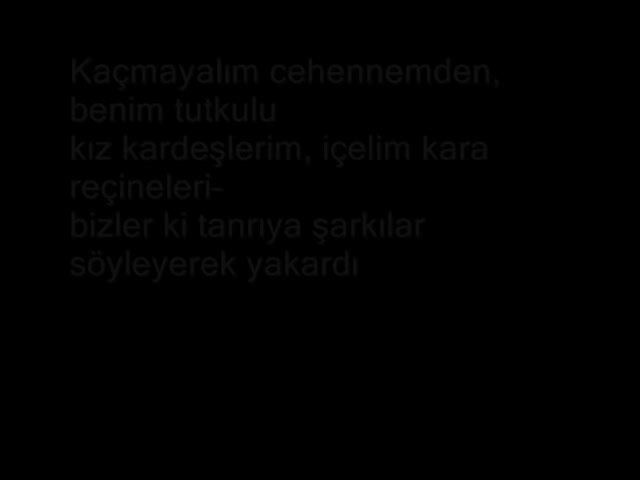 Kaçmayalım cehennemden,
benim tutkulu
kız kardeşlerim, içelim kara
reçineleri-
bizler ki tanrıya şarkılar
söyleyerek yakardı